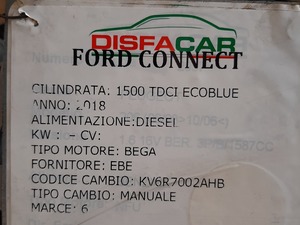 DISFACAR
FORD CONNECT
CILINDRATA: 1500 TDCI ECOBLUE
ANNO: 2018
ALIMENTAZIONE:DIESEL
KW : - CV:
TIPO MOTORE: BEGA
FORNITORE: EBE
CODICE CAMBIO: KV6R7002AHB
TIPO CAMBIO: MANUALE
MARCE: 6